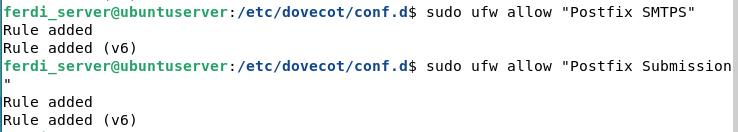 ferdi_server@ubuntuserver:/etc/dovecot/conf.d$ sudo ufw allow "Postfix SMTPS"
Rule added
Rule added (v6)
ferdi_server@ubuntuserver:/etc/dovecot/conf.d$ sudo ufw allow "Postfix Submission
"
Rule added
Rule added (v6)